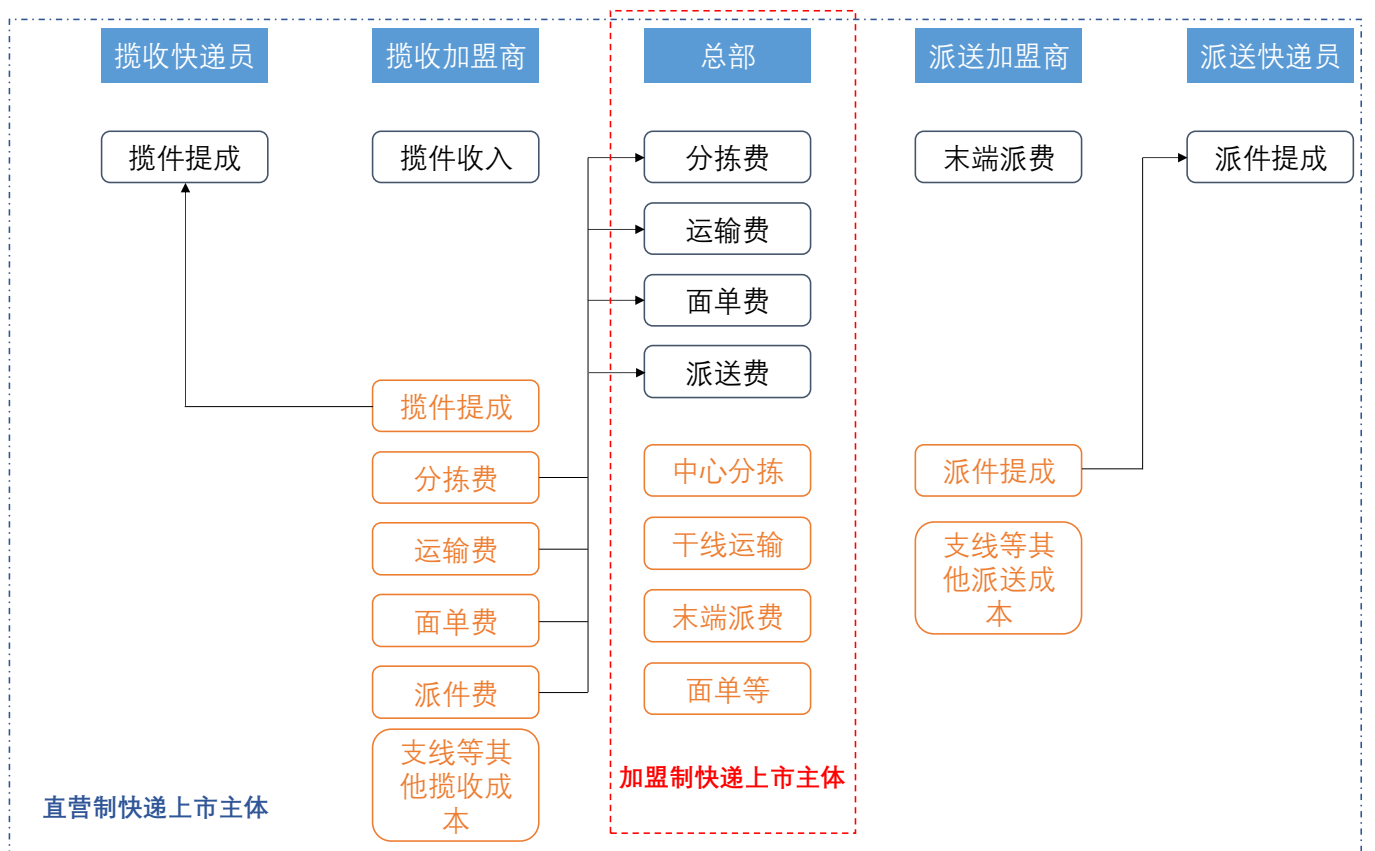 揽收快递员
揽收加盟商
总部
派送加盟商
派送快递员
揽件提成
揽件收入
分拣费
末端派费
派件提成
运输费
面单费
派送费
揽件提成
分拣费
中心分拣
派件提成
运输费
干线运输
支线等其
他派送成
本
面单费
末端派费
派件费
面单等
支线等其
他揽收成
本
加盟制快递上市主体
直营制快递上市主体